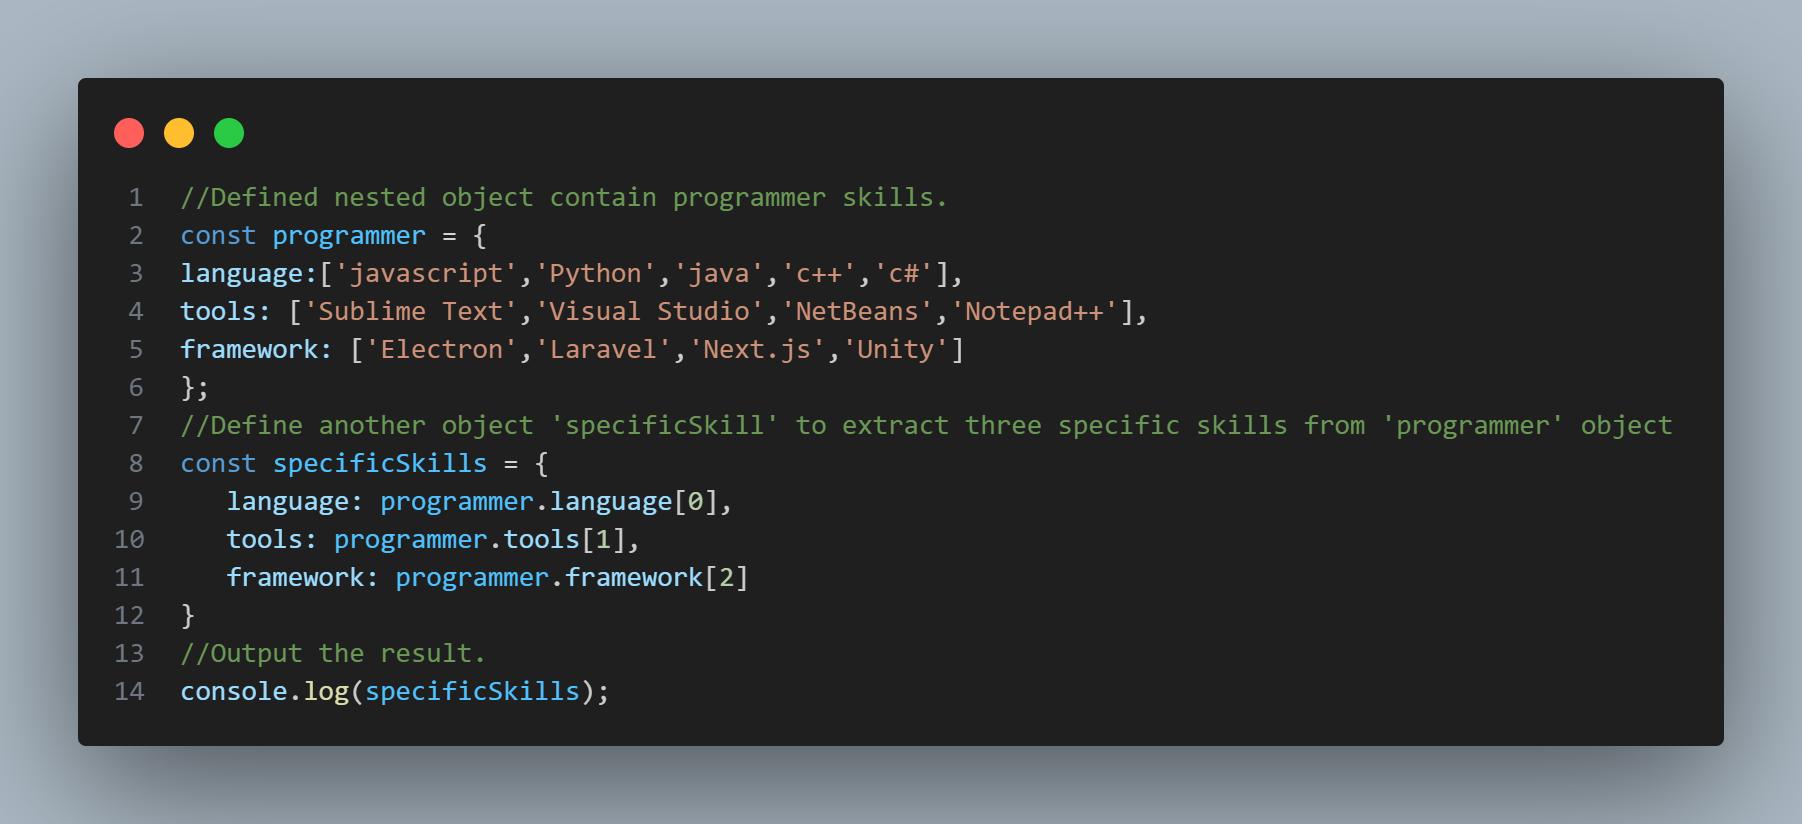 1 //Defined nested object contain programmer skills.
2 const programmer = {
3 language:['javascript','Python','java','c++','c#'],
4 tools: ['Sublime Text','Visual Studio','NetBeans','Notepad++'],
5 framework: ['Electron','Laravel','Next.js','Unity']
6 };
7 //Define another object 'specificSkill' to extract three specific skills from 'programmer' object
8 const specificSkills = {
9    language: programmer.language[0],
10    tools: programmer.tools[1],
11    framework: programmer.framework[2]
12 }
13 //Output the result.
14 console.log(specificSkills);